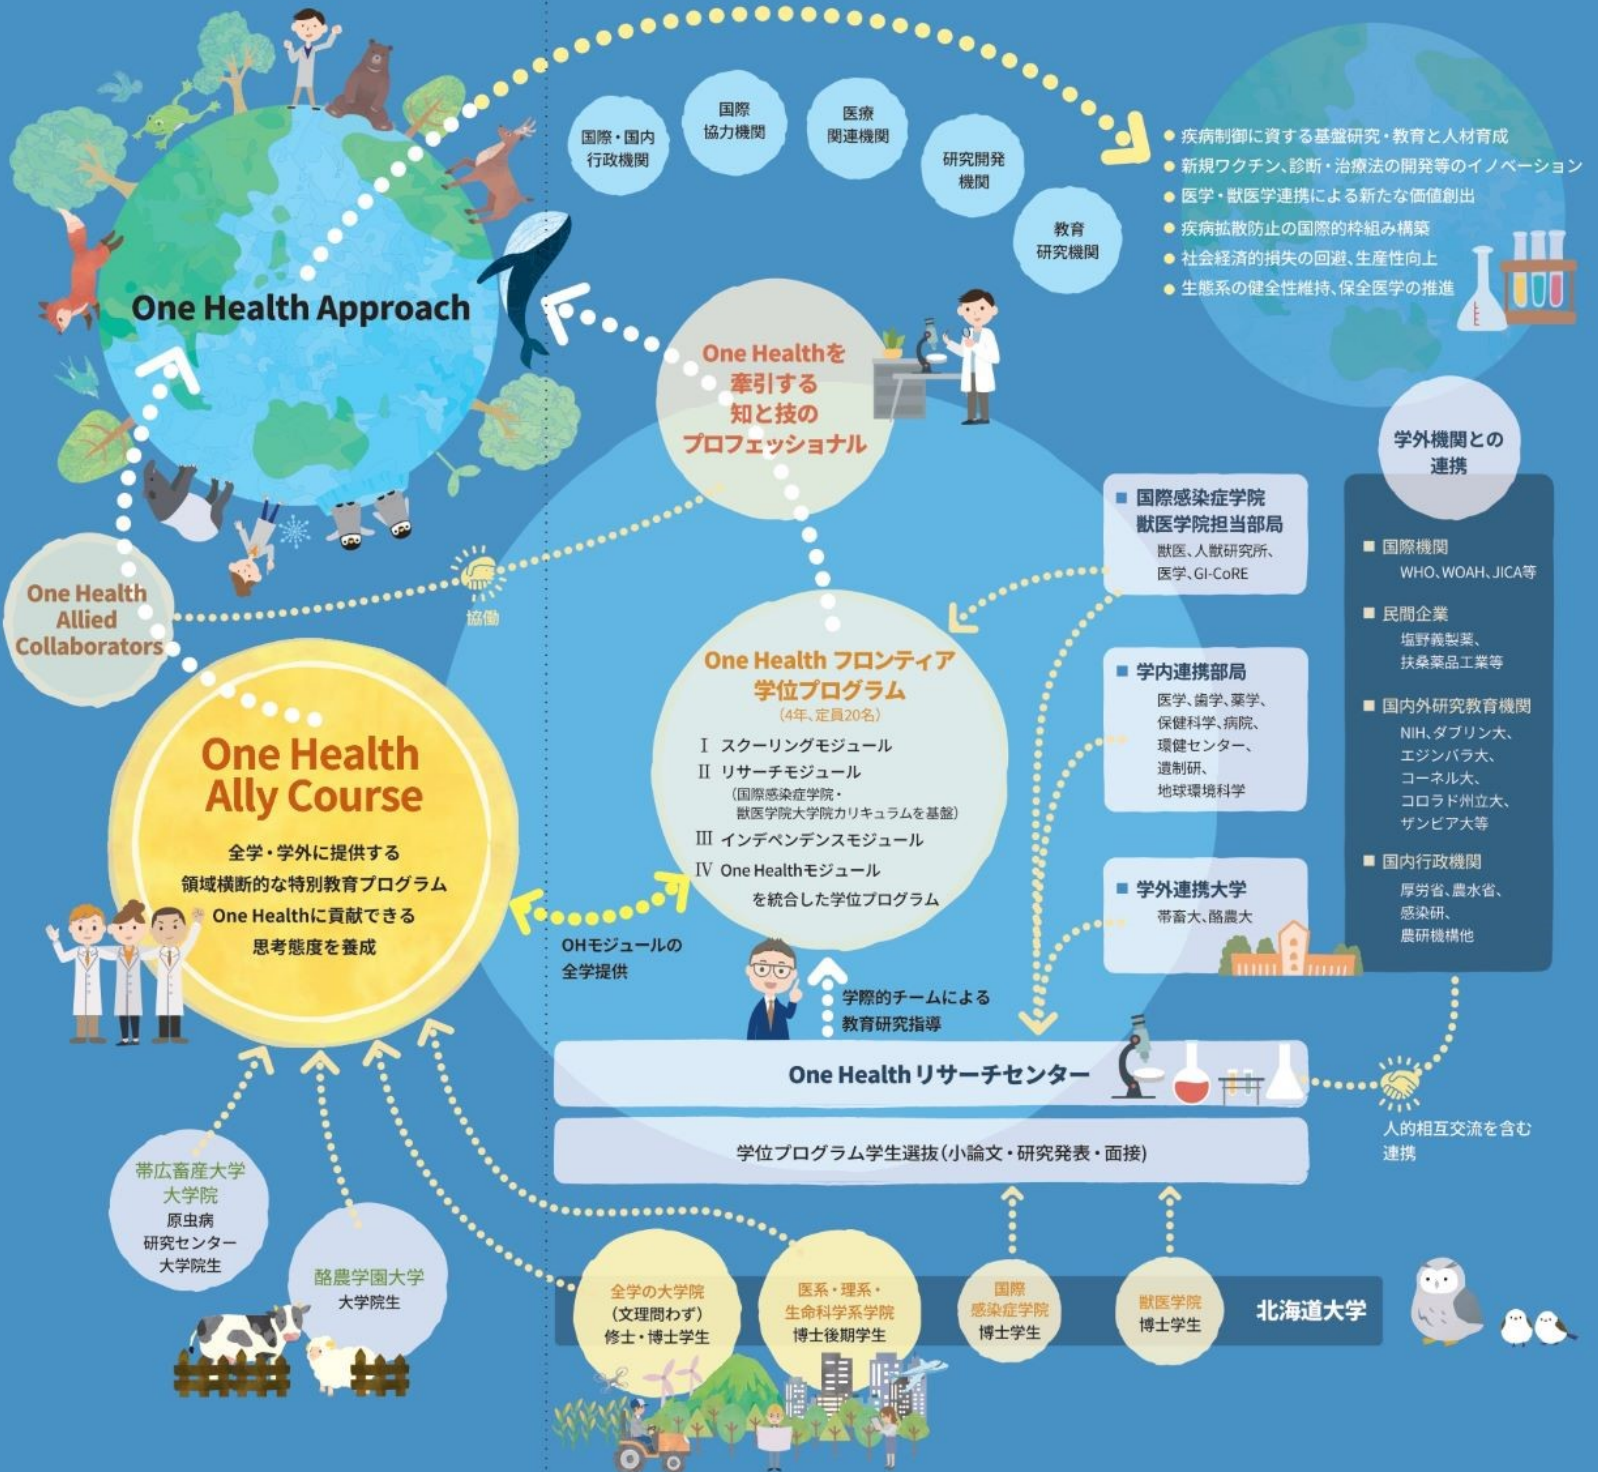 国際・国内
行政機関
国際
協力機関
医療
関連機関
研究開発
機関
教育
研究機関
● 疾病制御に資する基盤研究・教育と人材育成
● 新規ワクチン、診断・治療法の開発等のイノベーション
● 医学・獣医学連携による新たな価値創出
● 疾病拡散防止の国際的枠組み構築
● 社会経済的損失の回避、生産性向上
● 生態系の健全性維持、保全医学の推進
One Health Approach
One Healthを
牽引する
知と技の
プロフェッショナル
One Health
Allied
Collaborators
協働
One Health
Ally Course
全学・学外に提供する
領域横断的な特別教育プログラム
One Healthに貢献できる
思考態度を養成
One Health フロンティア
学位プログラム
(4年、定員20名)
Ⅰ スクーリングモジュール
Ⅱ リサーチモジュール
(国際感染症学院・
獣医学院大学院カリキュラムを基盤)
Ⅲ インデペンデンスモジュール
Ⅳ One Healthモジュール
を統合した学位プログラム
OHモジュールの
全学提供
学際的チームによる
教育研究指導
■ 国際感染症学院
獣医学院担当部局
獣医、人獣研究所、
医学、GI-CoRE
■ 学内連携部局
医学、歯学、薬学、
保健科学、病院、
環健センター、
遺制研、
地球環境科学
■ 学外連携大学
帯畜大、酪農大
学外機関との
連携
■ 国際機関
WHO、WOAH、JICA等
■ 民間企業
塩野義製薬、
扶桑薬品工業等
■ 国内外研究教育機関
NIH、ダブリン大、
エジンバラ大、
コーネル大、
コロラド州立大、
ザンビア大等
■ 国内行政機関
厚労省、農水省、
感染研、
農研機構他
One Healthリサーチセンター
学位プログラム学生選抜(小論文・研究発表・面接)
人的相互交流を含む
連携
帯広畜産大学
大学院
原虫病
研究センター
大学院生
酪農学園大学
大学院生
全学の大学院
(文理問わず)
修士・博士学生
医系・理系・
生命科学系学院
博士後期学生
国際
感染症学院
博士学生
獣医学院
博士学生
北海道大学